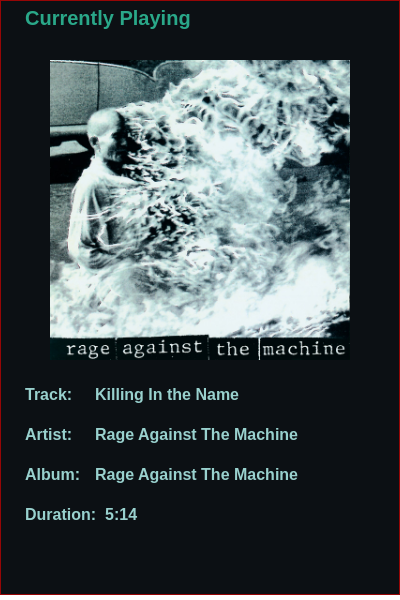 Currently Playing
rage against the machine
Track: Killing In the Name
Artist: Rage Against The Machine
Album: Rage Against The Machine
Duration: 5:14